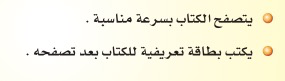 يتصفح الكتاب بسرعة مناسبة .
يكتب بطاقة تعريفية للكتاب بعد تصفحه .